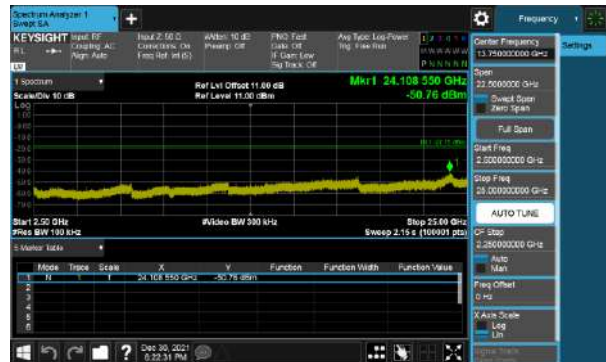 Spectrum Analyzer 1
Swept SA
Frequency
KEYSIGHT
Input: RF
Coupling: AC
Align: Auto
Input Z: 50 Ω
Corrections: On
Freq Ref: Int (S)
#Atten: 10 dB
Preamp: Off
PNO: Fast
Gate: Off
IF Gain: Low
Sig Track: Off
Avg Type: Log-Power
Trig: Free Run
1 Spectrum
Scale/Div 10 dB
Log
Ref Lvl Offset 11.00 dB
Ref Level 11.00 dBm
Mkr1 24.108 550 GHz
-50.76 dBm
Start 2.50 GHz
#Res BW 100 kHz
#Video BW 300 kHz
Stop 25.00 GHz
Sweep 2.15 s (100001 pts)
5 Marker Table
Mode Trace Scale X Y Function Function Width Function Value
1 N 1 f 24.108 550 GHz -50.76 dBm
2
3
4
5
6
Center Frequency
13.750000000 GHz
Settings
Span
22.5000000 GHz
Swept Span
Zero Span
Full Span
Start Freq
2.500000000 GHz
Stop Freq
25.000000000 GHz
AUTO TUNE
CF Step
2.250000000 GHz
Auto
Man
Freq Offset
0 Hz
X Axis Scale
Log
Lin
Signal Track
Dec 30, 2021
6:22:31 PM